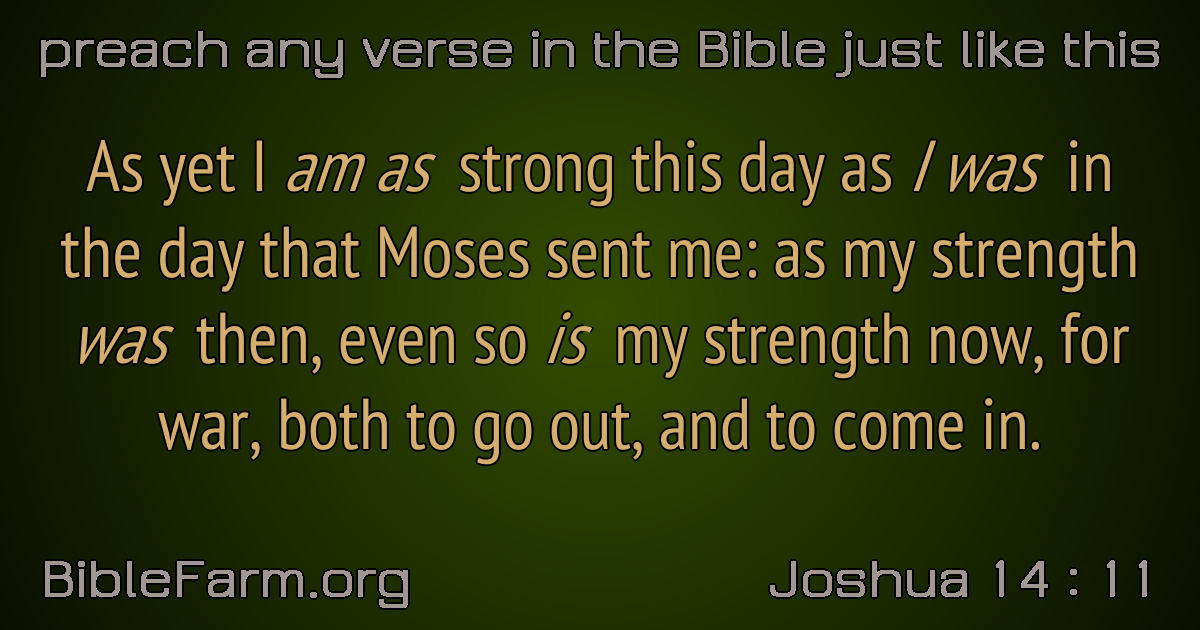 preach any verse in the Bible just like this
As yet I am as strong this day as I was in
the day that Moses sent me: as my strength
was then, even so is my strength now, for
war, both to go out, and to come in.
BibleFarm.org
Joshua 14 : 11